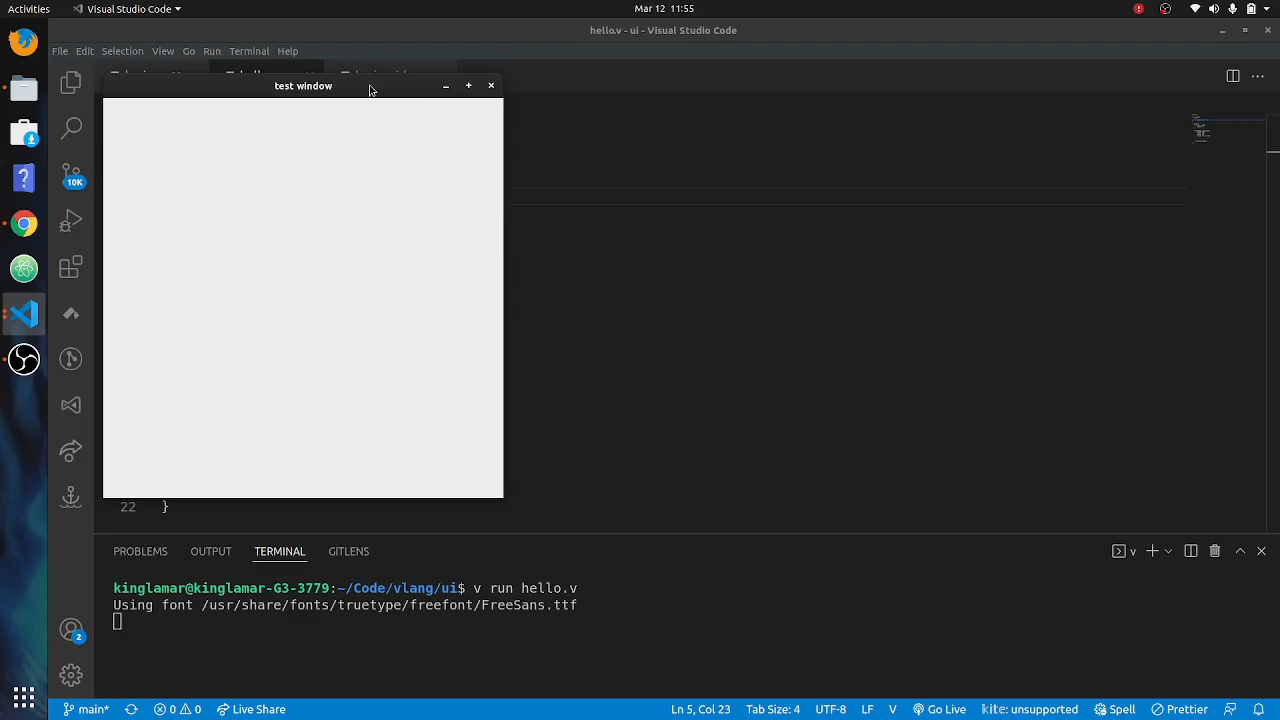 Activities
Visual Studio Code
Mar 12 11:55
hello.v - ui - Visual Studio Code
File Edit Selection View Go Run Terminal Help
test window
10K
22 }
PROBLEMS OUTPUT TERMINAL GITLENS
kinglamar@kinglamar-G3-3779:~/Code/vlang/ui$ v run hello.v
Using font /usr/share/fonts/truetype/freefont/FreeSans.ttf
2
main* 0 0 Live Share Ln 5, Col 23 Tab Size: 4 UTF-8 LF V Go Live kite: unsupported Spell Prettier